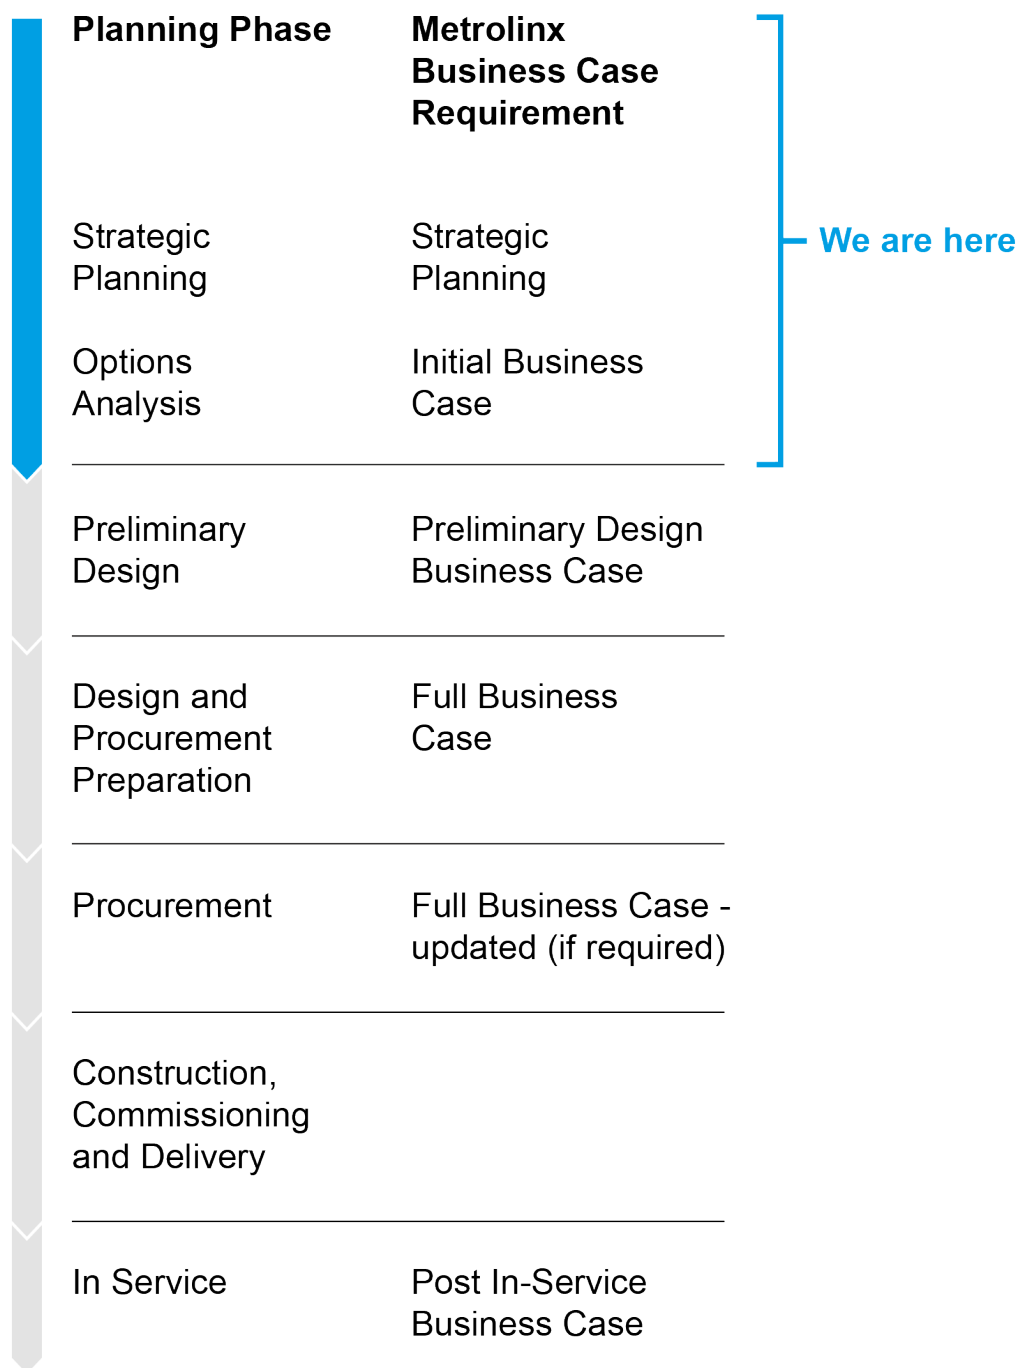 Planning Phase
Metrolinx
Business Case
Requirement
Strategic
Planning
Strategic
Planning
We are here
Options
Analysis
Initial Business
Case
Preliminary
Design
Preliminary Design
Business Case
Design and
Procurement
Preparation
Full Business
Case
Procurement
Full Business Case -
updated (if required)
Construction,
Commissioning
and Delivery
In Service
Post In-Service
Business Case